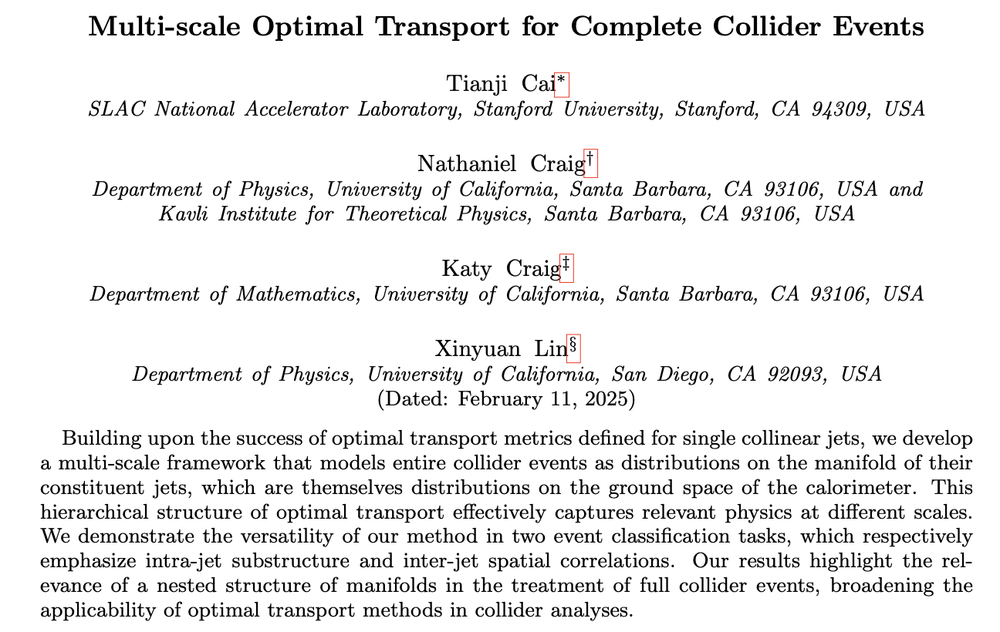 Multi-scale Optimal Transport for Complete Collider Events
Tianji Cai*
SLAC National Accelerator Laboratory, Stanford University, Stanford, CA 94309, USA
Nathaniel Craig†
Department of Physics, University of California, Santa Barbara, CA 93106, USA and
Kavli Institute for Theoretical Physics, Santa Barbara, CA 93106, USA
Katy Craig‡
Department of Mathematics, University of California, Santa Barbara, CA 93106, USA
Xinyuan Lin§
Department of Physics, University of California, San Diego, CA 92093, USA
(Dated: February 11, 2025)
Building upon the success of optimal transport metrics defined for single collinear jets, we develop
a multi-scale framework that models entire collider events as distributions on the manifold of their
constituent jets, which are themselves distributions on the ground space of the calorimeter. This
hierarchical structure of optimal transport effectively captures relevant physics at different scales.
We demonstrate the versatility of our method in two event classification tasks, which respectively
emphasize intra-jet substructure and inter-jet spatial correlations. Our results highlight the rel-
evance of a nested structure of manifolds in the treatment of full collider events, broadening the
applicability of optimal transport methods in collider analyses.